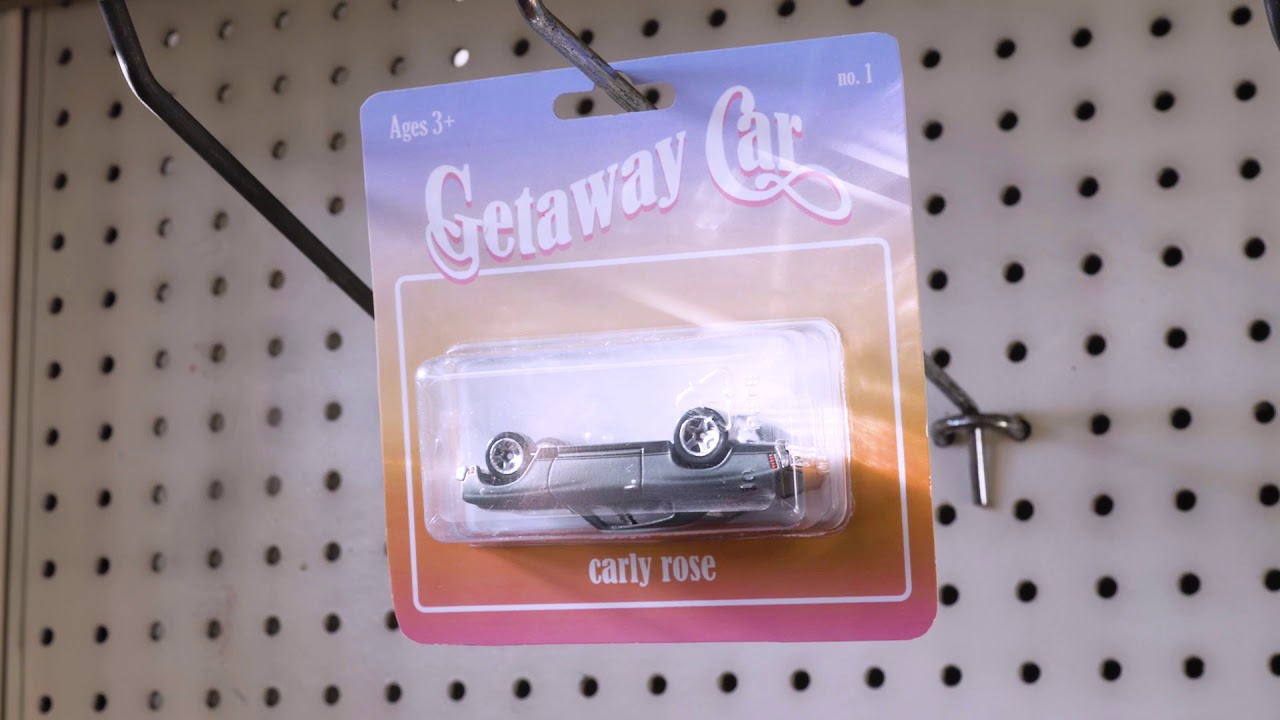 Ages 3+
no. 1
Getaway Car
carly rose